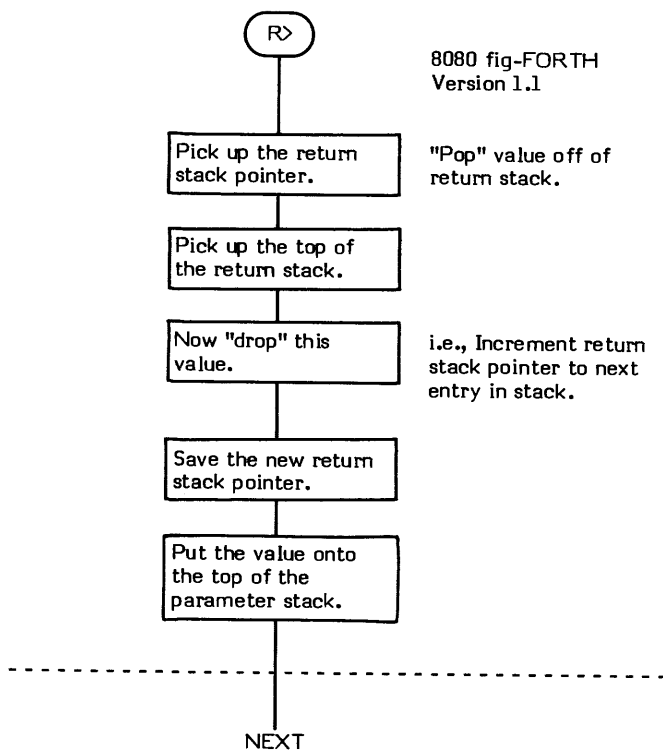 R>
8080 fig-FORTH
Version 1.1
Pick up the return
stack pointer.
"Pop" value off of
return stack.
Pick up the top of
the return stack.
Now "drop" this
value.
i.e., Increment return
stack pointer to next
entry in stack.
Save the new return
stack pointer.
Put the value onto
the top of the
parameter stack.
NEXT